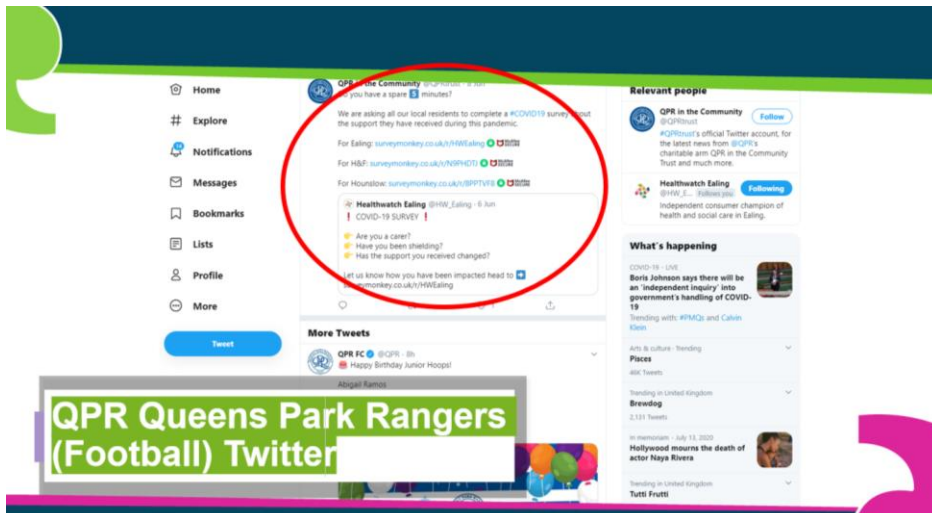 Home
Explore
Notifications
Messages
Bookmarks
Lists
Profile
More
Tweet
QPR in the Community @QPRtrust · 8 Jun
Do you have a spare 5 minutes?
We are asking all our local residents to complete a #COVID19 survey about
the support they have received during this pandemic.
For Ealing: surveymonkey.co.uk/r/HWEaling
For H&F: surveymonkey.co.uk/r/N9PHDTJ
For Hounslow: surveymonkey.co.uk/r/8PPTVF8
Healthwatch Ealing @HW_Ealing · 6 Jun
❗ COVID-19 SURVEY ❗
👉 Are you a carer?
👉 Have you been shielding?
👉 Has the support you received changed?
Let us know how you have been impacted head to ➡
surveymonkey.co.uk/r/HWEaling
More Tweets
QPR FC @QPR · 8h
Happy Birthday Junior Hoops!
Abigail Ramos
Relevant people
QPR in the Community
@QPRtrust
Follow
#QPRtrust's official Twitter account, for
the latest news from @QPR's
charitable arm QPR in the Community
Trust and much more.
Healthwatch Ealing
@HW_E... Follows you
Following
Independent consumer champion of
health and social care in Ealing.
What's happening
COVID-19 · LIVE
Boris Johnson says there will be
an 'independent inquiry' into
government's handling of COVID-
19
Trending with: #PMQs and Calvin
Klein
Arts & culture · Trending
Pisces
46K Tweets
Trending in United Kingdom
Brewdog
2,131 Tweets
In memoriam · July 13, 2020
Hollywood mourns the death of
actor Naya Rivera
Trending in United Kingdom
Tutti Frutti
QPR Queens Park Rangers
(Football) Twitter